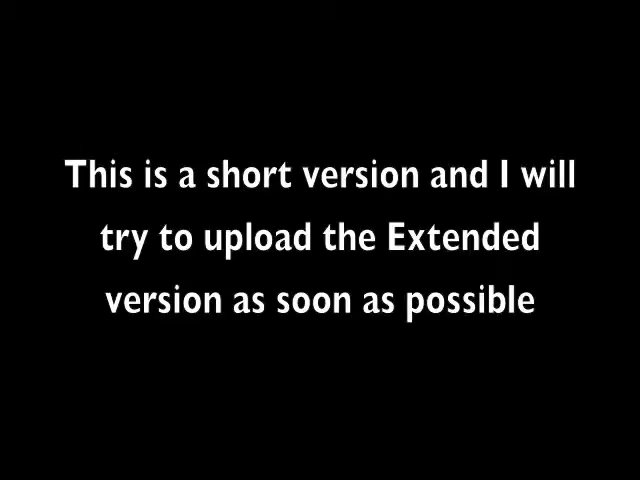 This is a short version and I will
try to upload the Extended
version as soon as possible